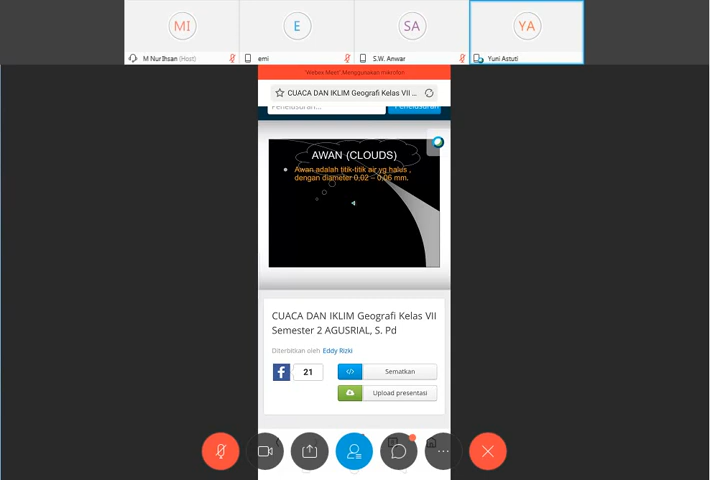 MI
E
SA
YA
M Nur Ihsan (Host)
emi
S.W. Anwar
Yuni Astuti
Webex Meet" Menggunakan mikrofon
CUACA DAN IKLIM Geografi Kelas VII ...
Penelusuran...
Penelusuran
AWAN (CLOUDS)
Awan adalah titik-titik air yg halus ,
dengan diameter 0,02 – 0,06 mm,
CUACA DAN IKLIM Geografi Kelas VII
Semester 2 AGUSRIAL, S. Pd
Diterbitkan oleh Eddy Rizki
f 21
Sematkan
Upload presentasi